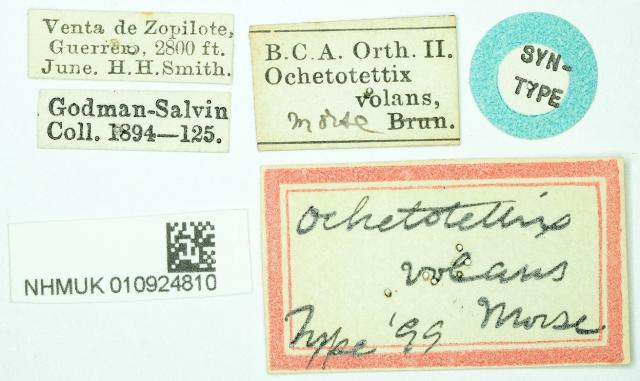 Venta de Zopilote,
Guerrero, 2800 ft.
June. H.H. Smith.
Godman-Salvin
Coll. 1894—125.
B.C.A. Orth. II.
Ochetotettix
volans,
Morse Brun.
SYN-
TYPE
NHMUK 010924810
Ochetotettix
volans
Type '99 Morse